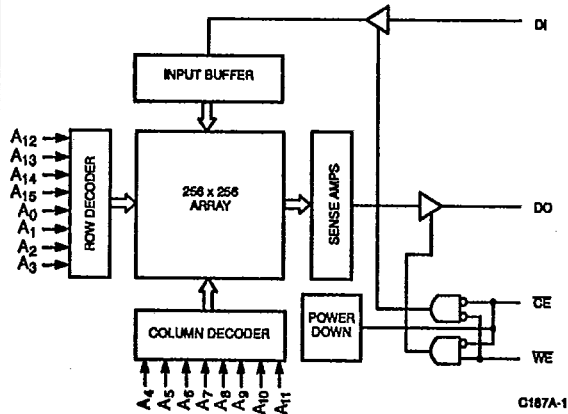 DI
INPUT BUFFER
A12
A13
A14
A15
A0
A1
A2
A3
ROW DECODER
256 x 256
ARRAY
SENSE AMPS
DO
COLUMN DECODER
POWER
DOWN
CE
WE
A4
A5
A6
A7
A8
A9
A10
A11
C187A-1